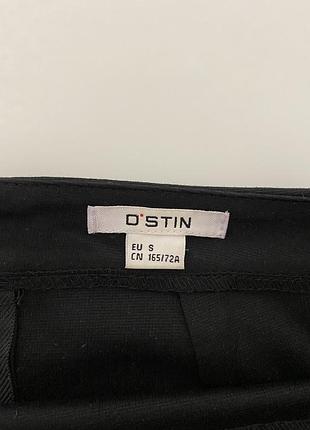 O'STIN
EU S
CN 165/72A